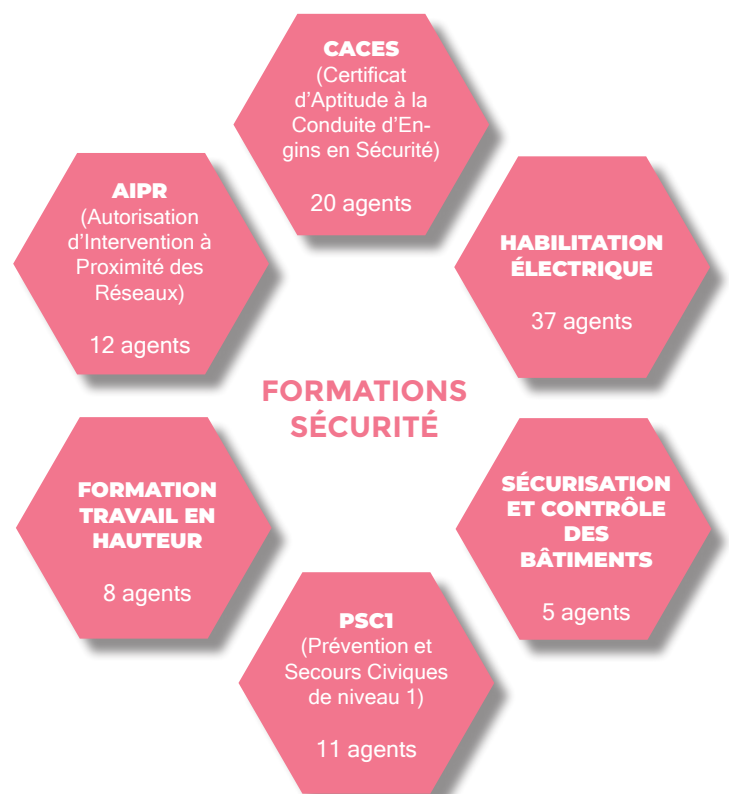 CACES
(Certificat
d'Aptitude à la
Conduite d'En-
gins en Sécurité)
20 agents
AIPR
(Autorisation
d'Intervention à
Proximité des
Réseaux)
12 agents
HABILITATION
ÉLECTRIQUE
37 agents
FORMATIONS
SÉCURITÉ
FORMATION
TRAVAIL EN
HAUTEUR
8 agents
SÉCURISATION
ET CONTRÔLE
DES
BÂTIMENTS
5 agents
PSC1
(Prévention et
Secours Civiques
de niveau 1)
11 agents